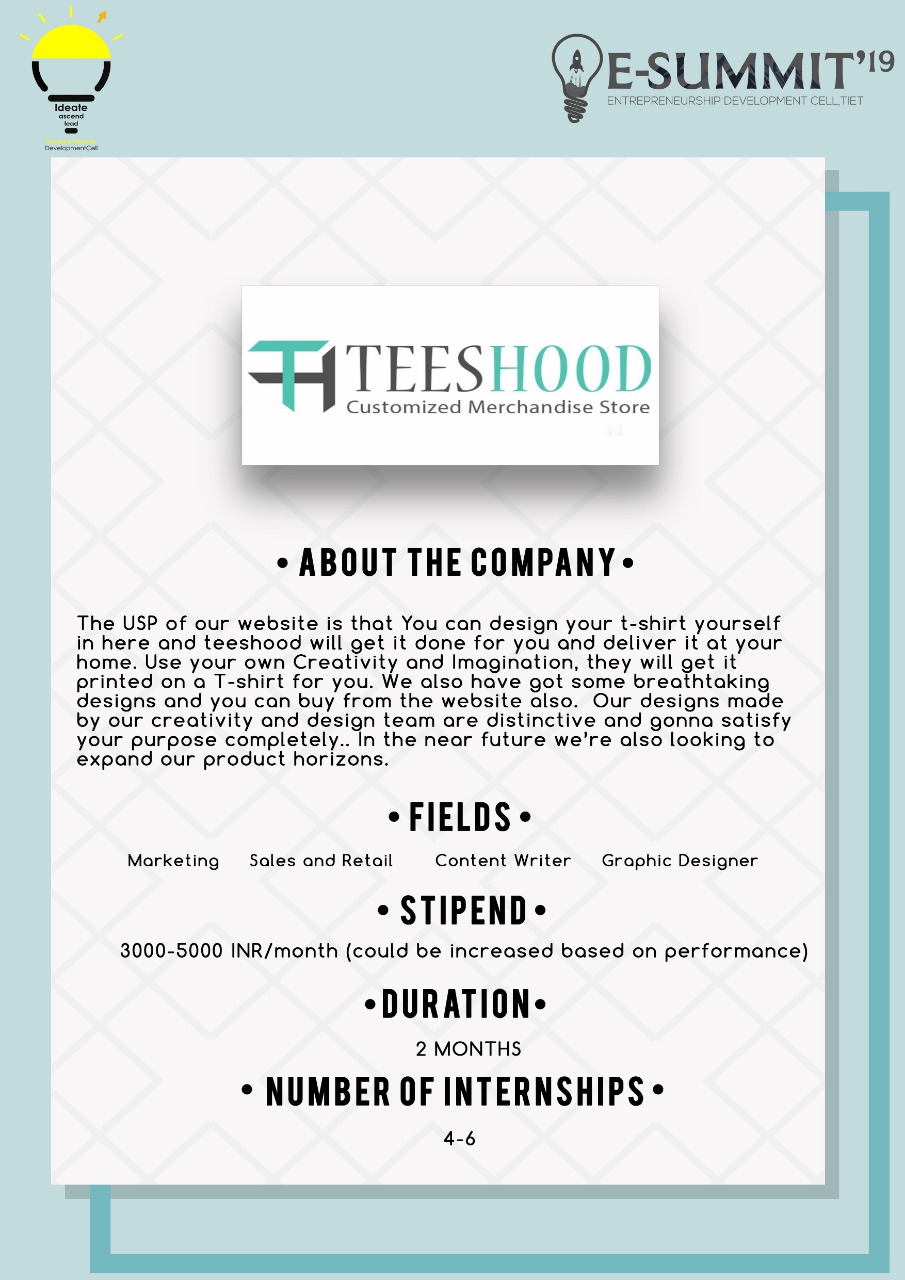 Ideate
ascend
lead
DevelopmentCell
E-SUMMIT'19
ENTREPRENEURSHIP DEVELOPMENT CELL,TIET
TH TEESHOOD
Customized Merchandise Store
• ABOUT THE COMPANY •
The USP of our website is that You can design your t-shirt yourself
in here and teeshood will get it done for you and deliver it at your
home. Use your own Creativity and Imagination, they will get it
printed on a T-shirt for you. We also have got some breathtaking
designs and you can buy from the website also.  Our designs made
by our creativity and design team are distinctive and gonna satisfy
your purpose completely.. In the near future we're also looking to
expand our product horizons.
• FIELDS •
Marketing Sales and Retail Content Writer Graphic Designer
• STIPEND •
3000-5000 INR/month (could be increased based on performance)
• DURATION •
2 MONTHS
• NUMBER OF INTERNSHIPS •
4-6